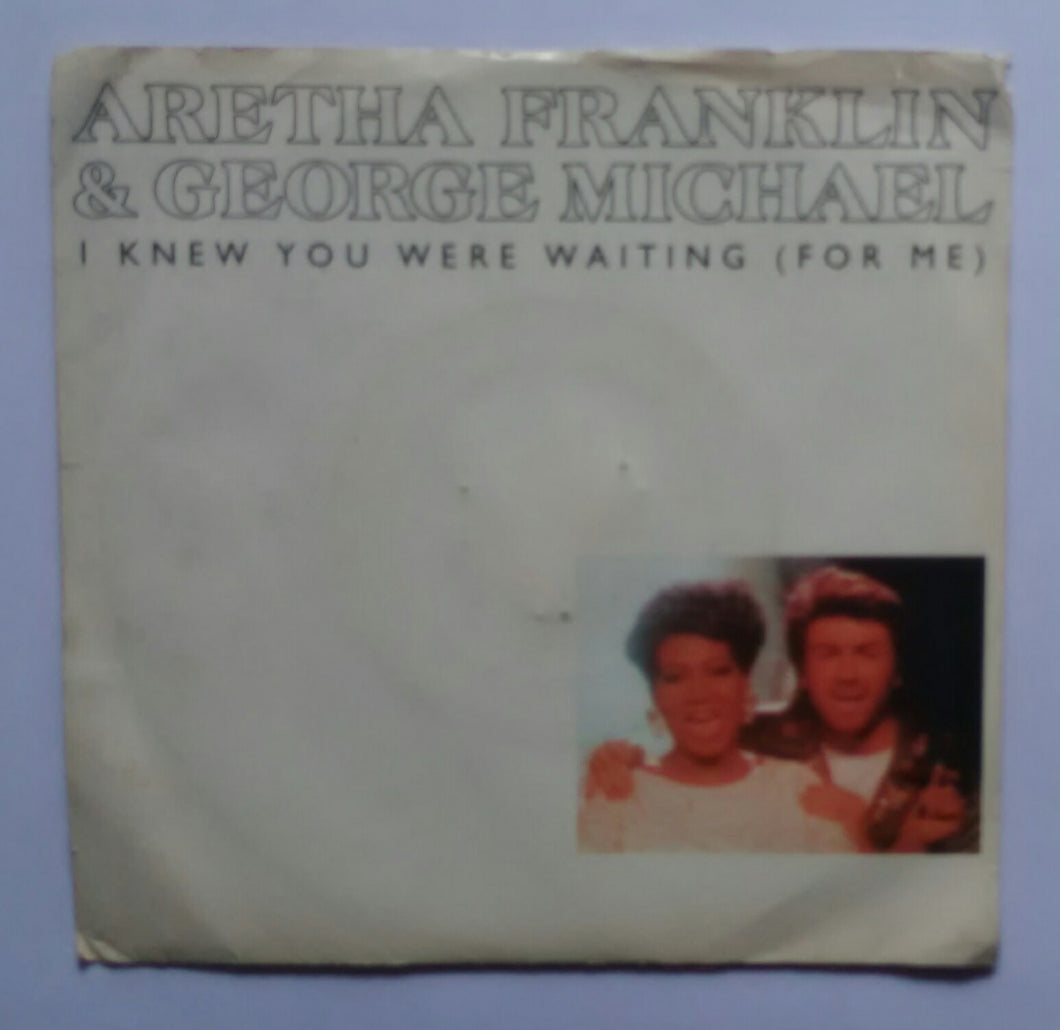 ARETHA FRANKLIN
& GEORGE MICHAEL
I KNEW YOU WERE WAITING (FOR ME)